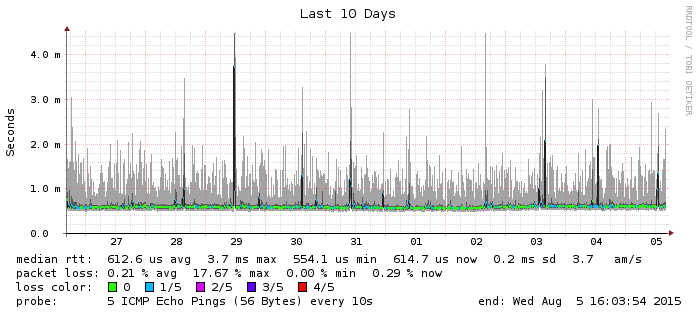 Last 10 Days
RRDTOOL / TOBI OETIKER
Seconds
4.0 m
3.0 m
2.0 m
1.0 m
0.0
27 28 29 30 31 01 02 03 04 05
median rtt: 612.6 us avg 3.7 ms max 554.1 us min 614.7 us now 0.2 ms sd 3.7 am/s
packet loss: 0.21 % avg 17.67 % max 0.00 % min 0.29 % now
loss color: 0 1/5 2/5 3/5 4/5
probe: 5 ICMP Echo Pings (56 Bytes) every 10s end: Wed Aug 5 16:03:54 2015